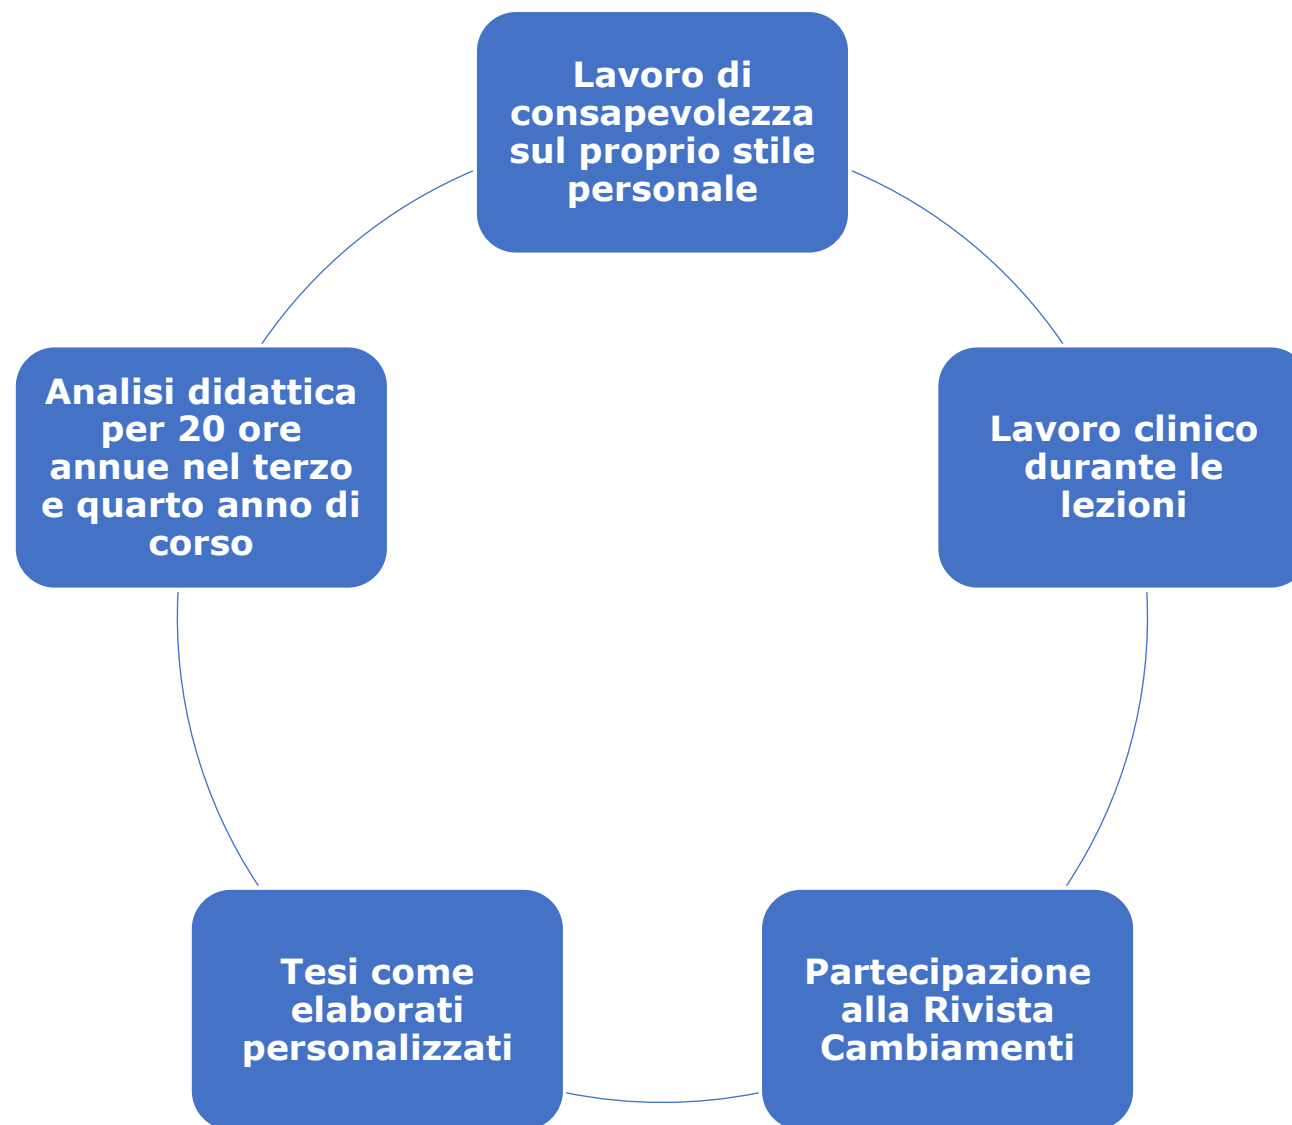 Lavoro di
consapevolezza
sul proprio stile
personale
Analisi didattica
per 20 ore
annue nel terzo
e quarto anno di
corso
Lavoro clinico
durante le
lezioni
Tesi come
elaborati
personalizzati
Partecipazione
alla Rivista
Cambiamenti